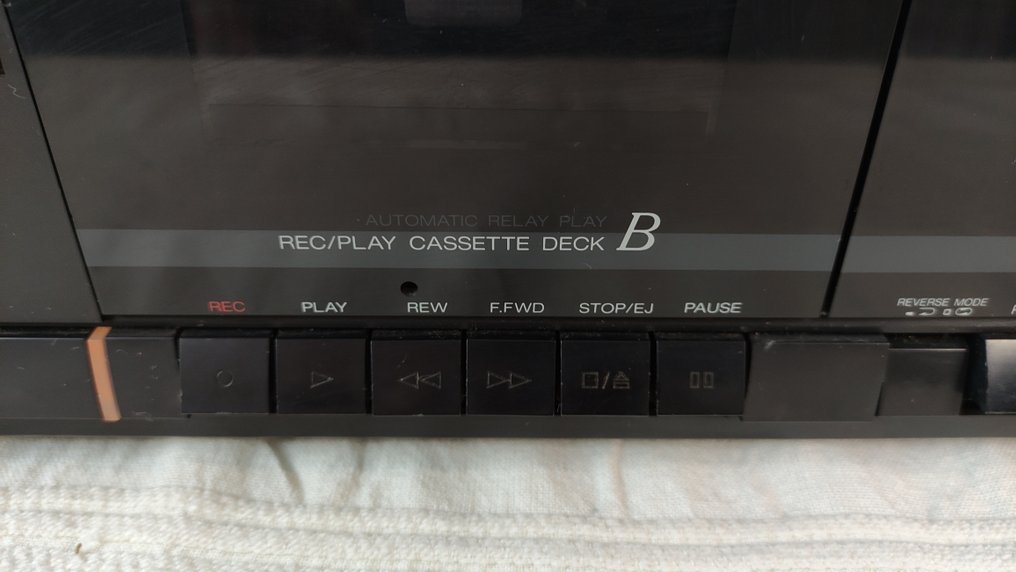 AUTOMATIC RELAY PLAY
REC/PLAY CASSETTE DECK B
REC PLAY REW F.FWD STOP/EJ PAUSE
REVERSE MODE